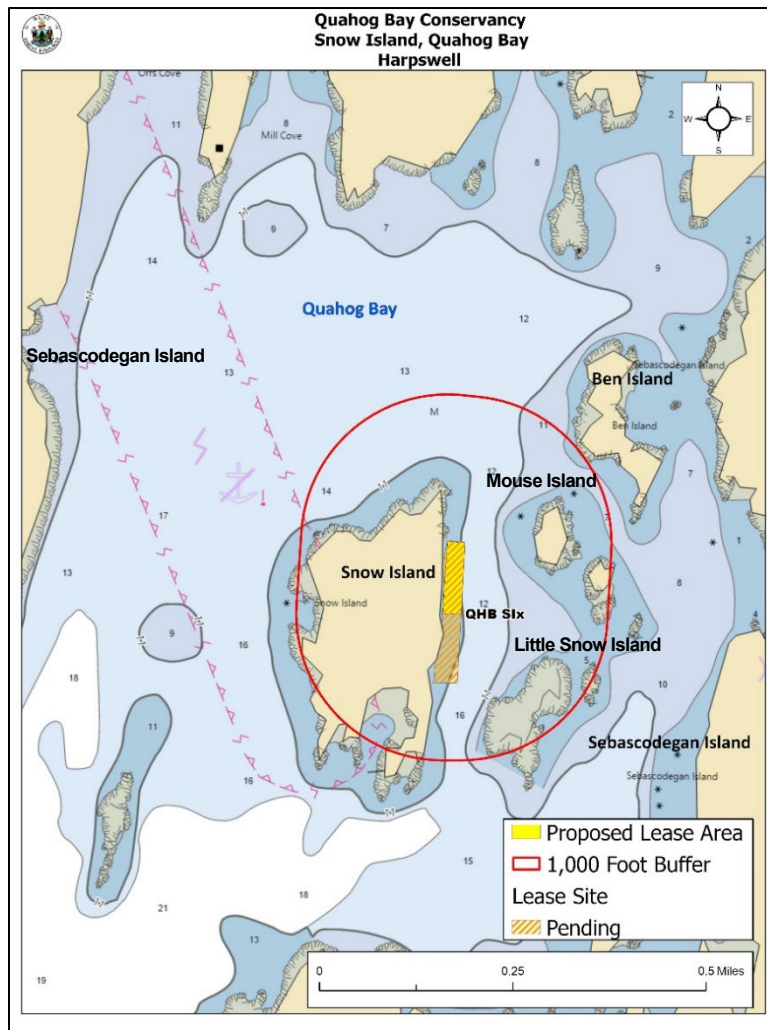 Quahog Bay Conservancy
Snow Island, Quahog Bay
Harpswell
Orrs Cove
N
W E
S
11
8
Mill Cove
2
8
9
7
14
9
2
Quahog Bay
12
Sebascodegan Island
13
13
Sebascodegan Island
Ben Island
M
11
Ben Island
12
14
Mouse Island
7
7
17
1
13
Snow Island
8
Snow Island
12
QHB SIx
4
9
16
Little Snow Island
S
18
10
16
11
Sebascodegan Island
Sebascodegan Island
16
15
18
21
13
19
Proposed Lease Area
1,000 Foot Buffer
Lease Site
Pending
0 0.25 0.5 Miles